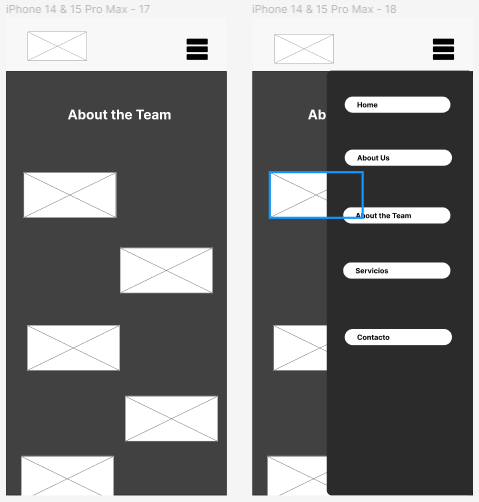 iPhone 14 & 15 Pro Max - 17
About the Team
iPhone 14 & 15 Pro Max - 18
Ab
Home
About Us
About the Team
Servicios
Contacto